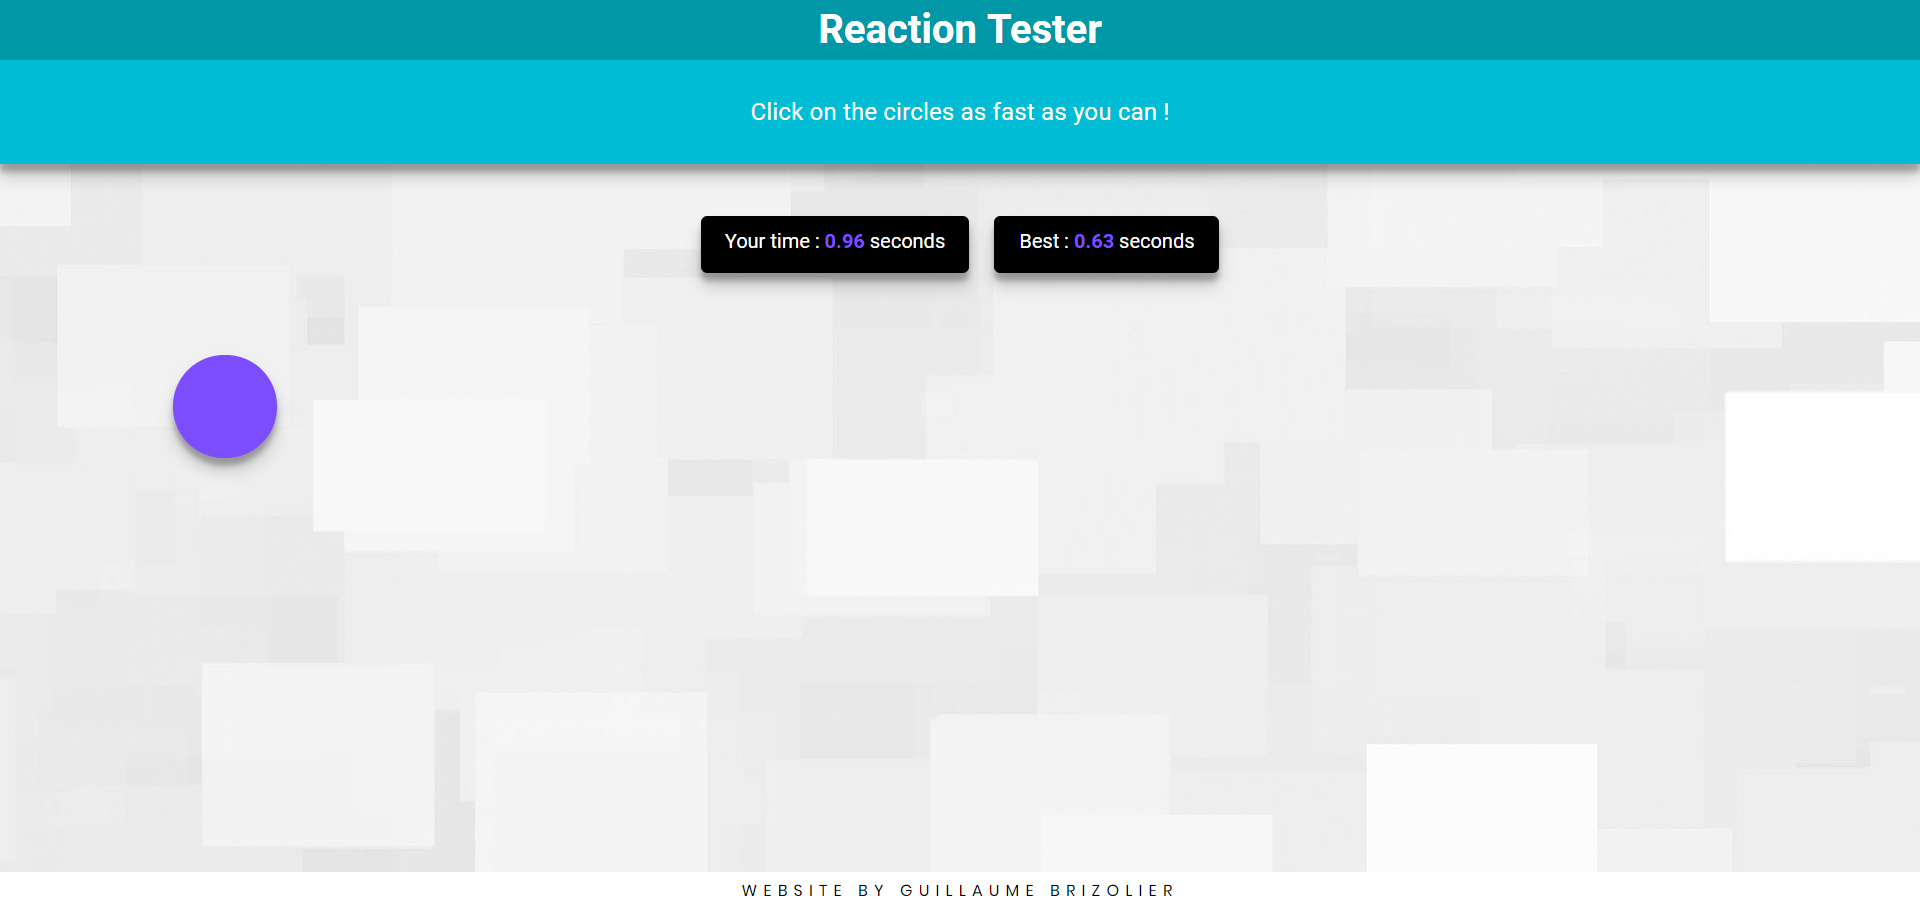 Reaction Tester
Click on the circles as fast as you can !
Your time : 0.96 seconds
Best : 0.63 seconds
WEBSITE BY GUILLAUME BRIZOLIER